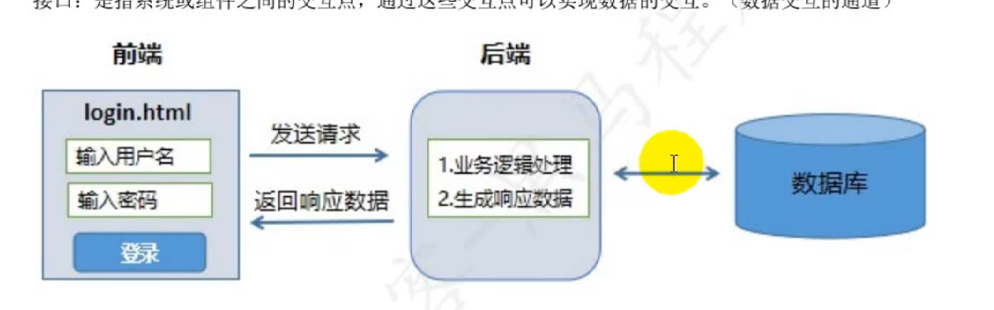 接口：是指系统或组件之间的交互点，通过这些交互点可以实现数据的交互。（数据交互的通道）
前端
后端
login.html
输入用户名
输入密码
登录
发送请求
返回响应数据
1.业务逻辑处理
2.生成响应数据
数据库